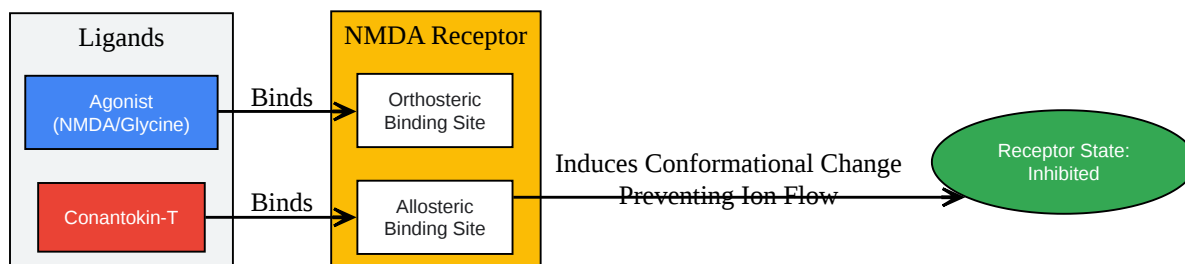 Ligands
NMDA Receptor
Agonist
(NMDA/Glycine)
Binds
Orthosteric
Binding Site
Induces Conformational Change
Preventing Ion Flow
Receptor State:
Inhibited
Conantokin-T
Binds
Allosteric
Binding Site